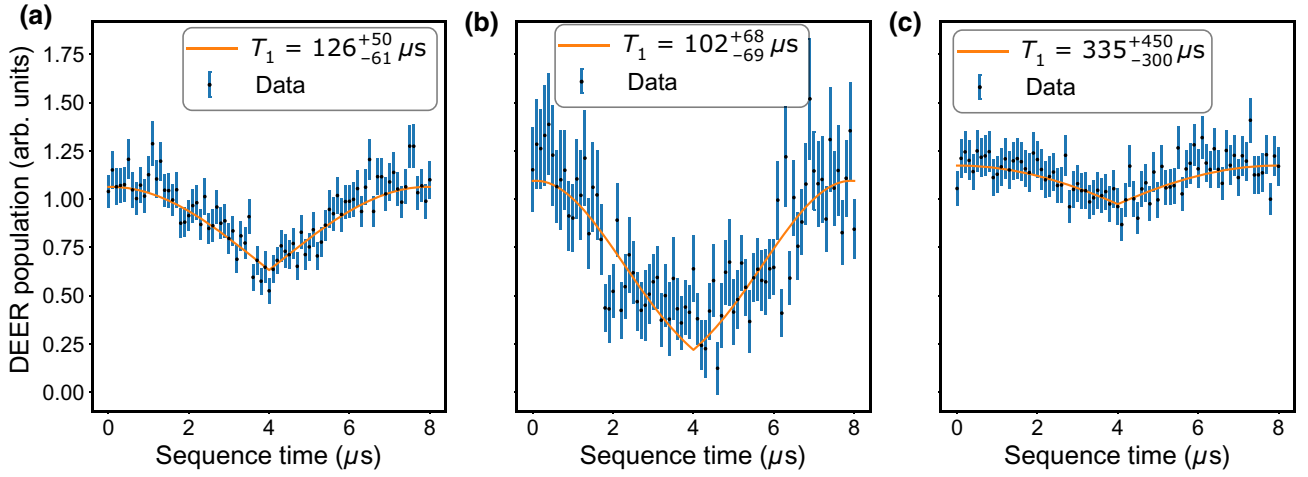 (a)
T₁ = 126⁺⁵⁰₋₆₁ μs
Data
(b)
T₁ = 102⁺⁶⁸₋₆₉ μs
Data
(c)
T₁ = 335⁺⁴⁵⁰₋₃₀₀ μs
Data
DEER population (arb. units)
1.75
1.50
1.25
1.00
0.75
0.50
0.25
0.00
0 2 4 6 8
0 2 4 6 8
0 2 4 6 8
Sequence time (μs)
Sequence time (μs)
Sequence time (μs)